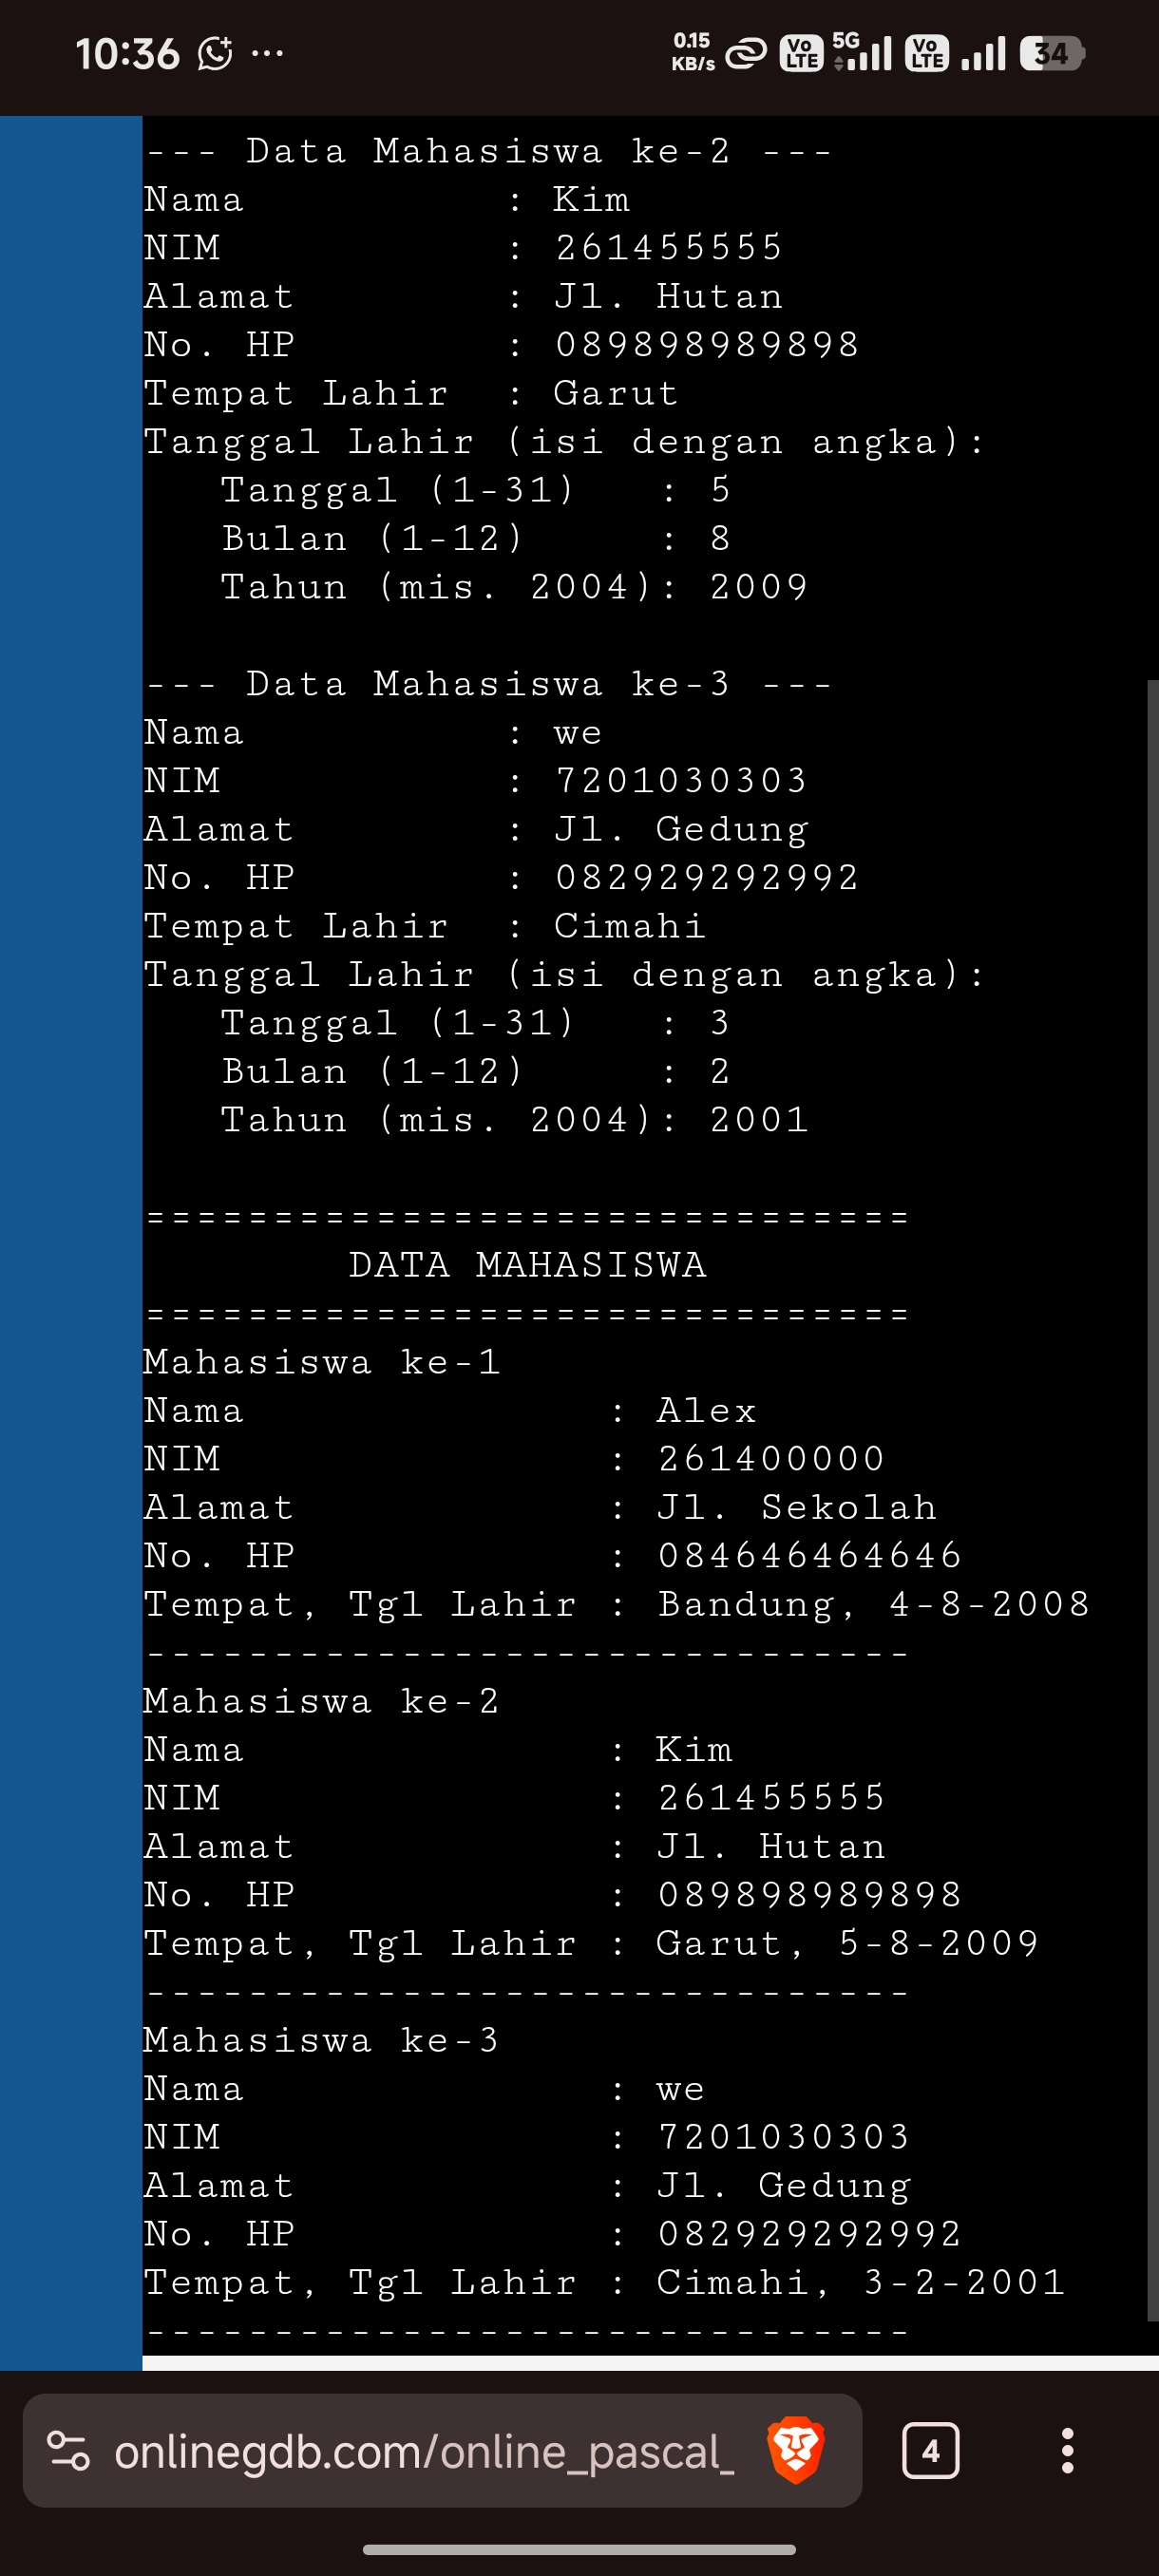 10:36 ...
0.15 KB/s Vo LTE 5G Vo LTE 34
--- Data Mahasiswa ke-2 ---
Nama : Kim
NIM : 261455555
Alamat : Jl. Hutan
No. HP : 089898989898
Tempat Lahir : Garut
Tanggal Lahir (isi dengan angka):
Tanggal (1-31) : 5
Bulan (1-12) : 8
Tahun (mis. 2004): 2009
--- Data Mahasiswa ke-3 ---
Nama : we
NIM : 7201030303
Alamat : Jl. Gedung
No. HP : 082929292992
Tempat Lahir : Cimahi
Tanggal Lahir (isi dengan angka):
Tanggal (1-31) : 3
Bulan (1-12) : 2
Tahun (mis. 2004): 2001
==============================
DATA MAHASISWA
==============================
Mahasiswa ke-1
Nama : Alex
NIM : 261400000
Alamat : Jl. Sekolah
No. HP : 084646464646
Tempat, Tgl Lahir : Bandung, 4-8-2008
------------------------------
Mahasiswa ke-2
Nama : Kim
NIM : 261455555
Alamat : Jl. Hutan
No. HP : 089898989898
Tempat, Tgl Lahir : Garut, 5-8-2009
------------------------------
Mahasiswa ke-3
Nama : we
NIM : 7201030303
Alamat : Jl. Gedung
No. HP : 082929292992
Tempat, Tgl Lahir : Cimahi, 3-2-2001
------------------------------
onlinegdb.com/online_pascal_ 4